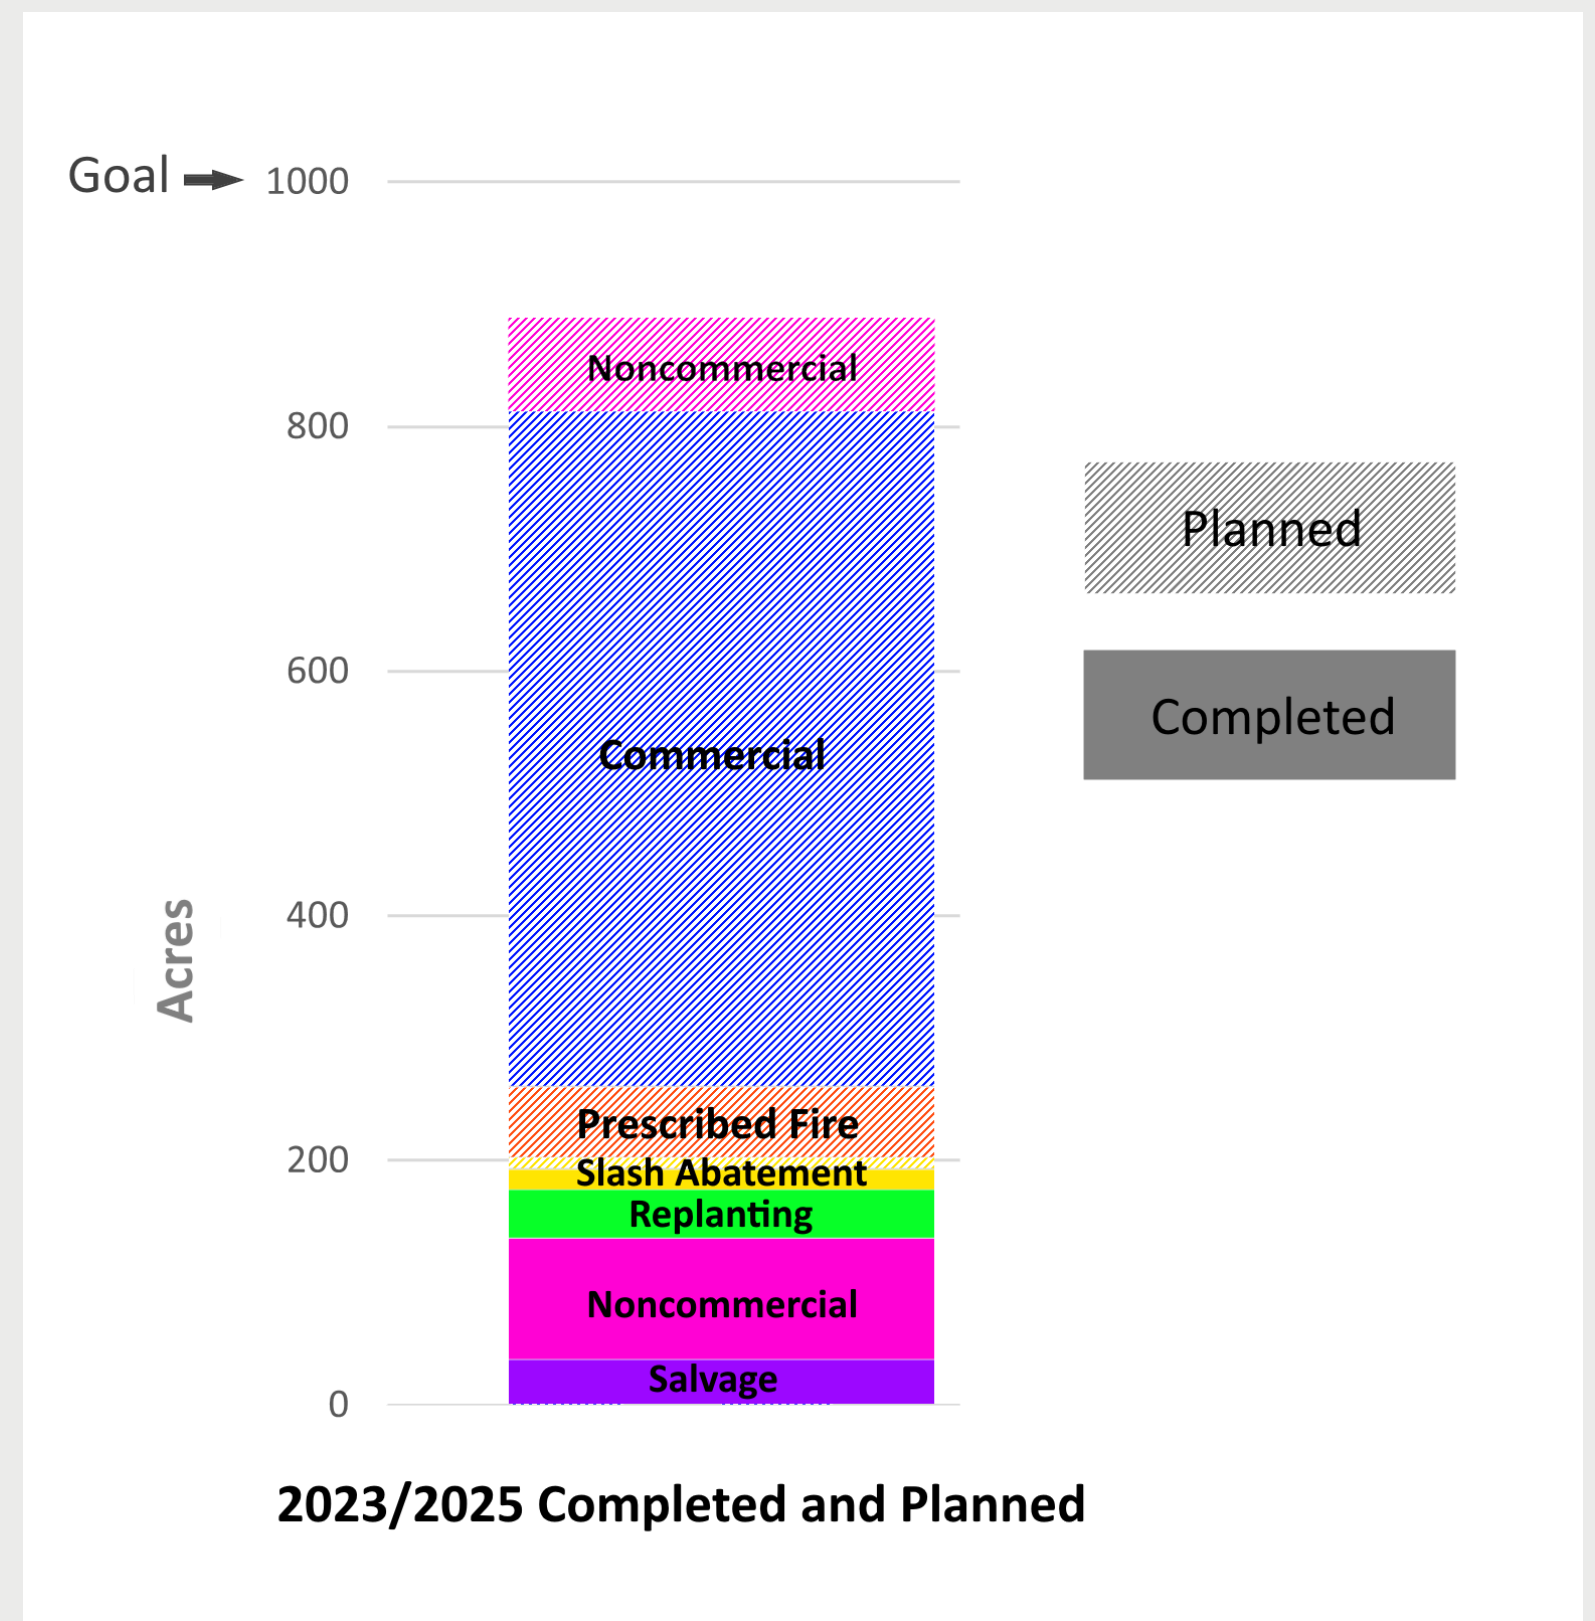 Goal
1000
800
600
400
200
0
Acres
Noncommercial
Commercial
Prescribed Fire
Slash Abatement
Replanting
Noncommercial
Salvage
Planned
Completed
2023/2025 Completed and Planned